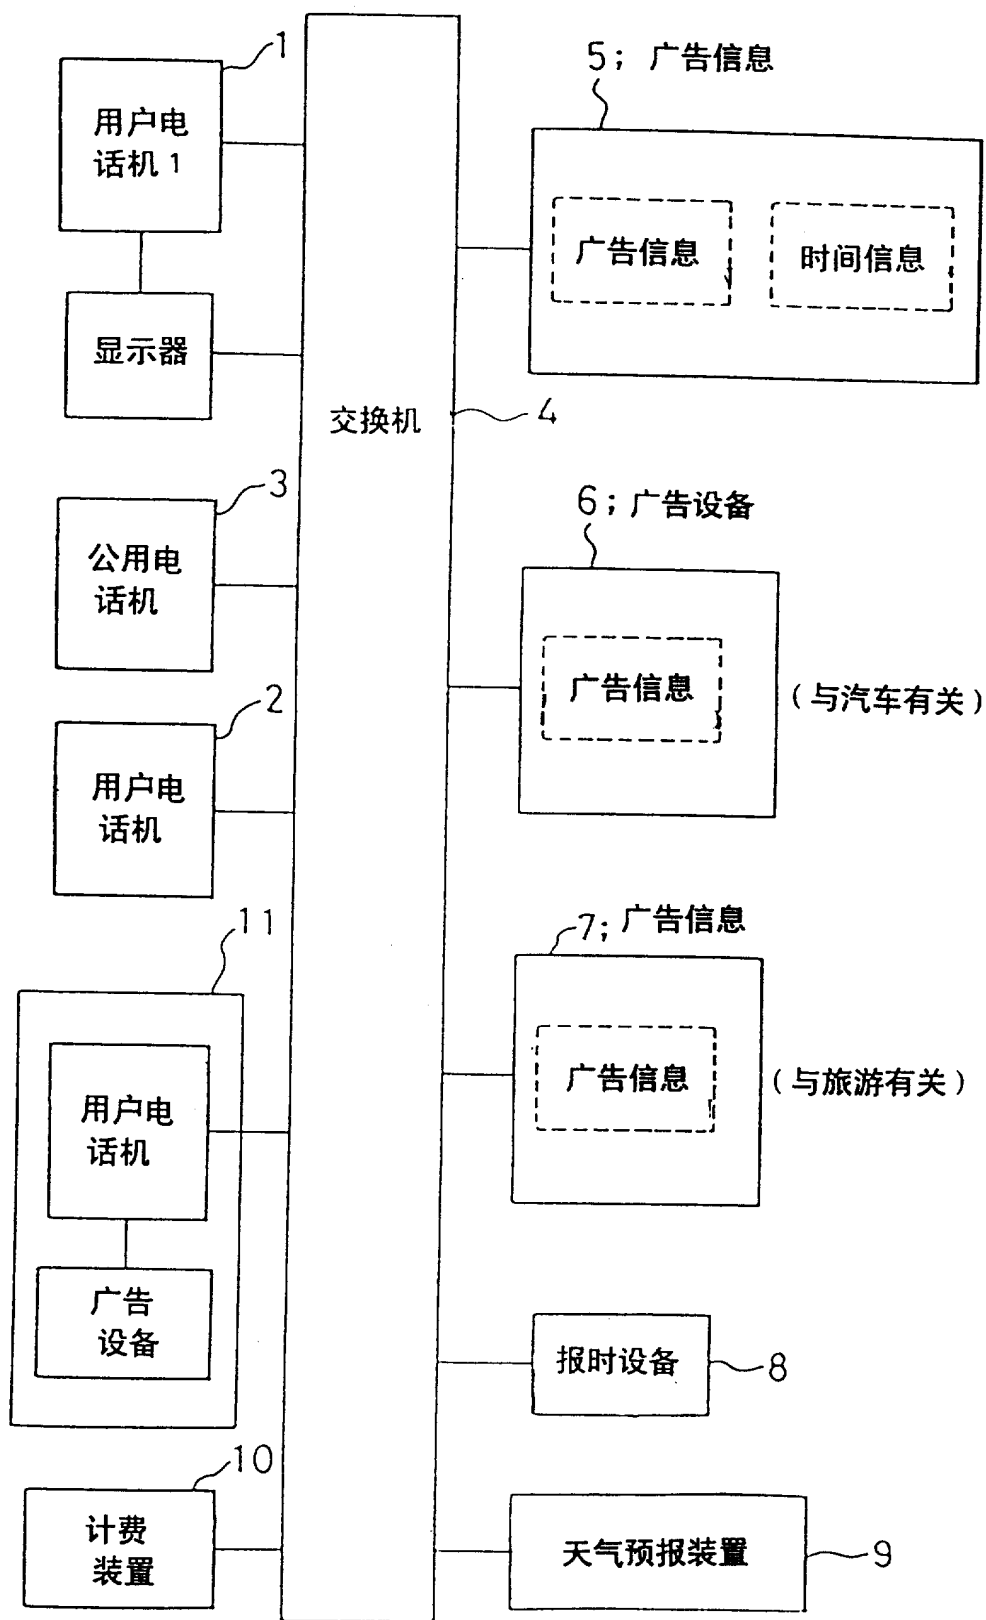 1
用户电
话机1
显示器
3
公用电
话机
2
用户电
话机
11
用户电
话机
广告
设备
10
计费
装置
交换机
4
5; 广告信息
广告信息
时间信息
6; 广告设备
广告信息
(与汽车有关)
7; 广告信息
广告信息
(与旅游有关)
报时设备
8
天气预报装置
9